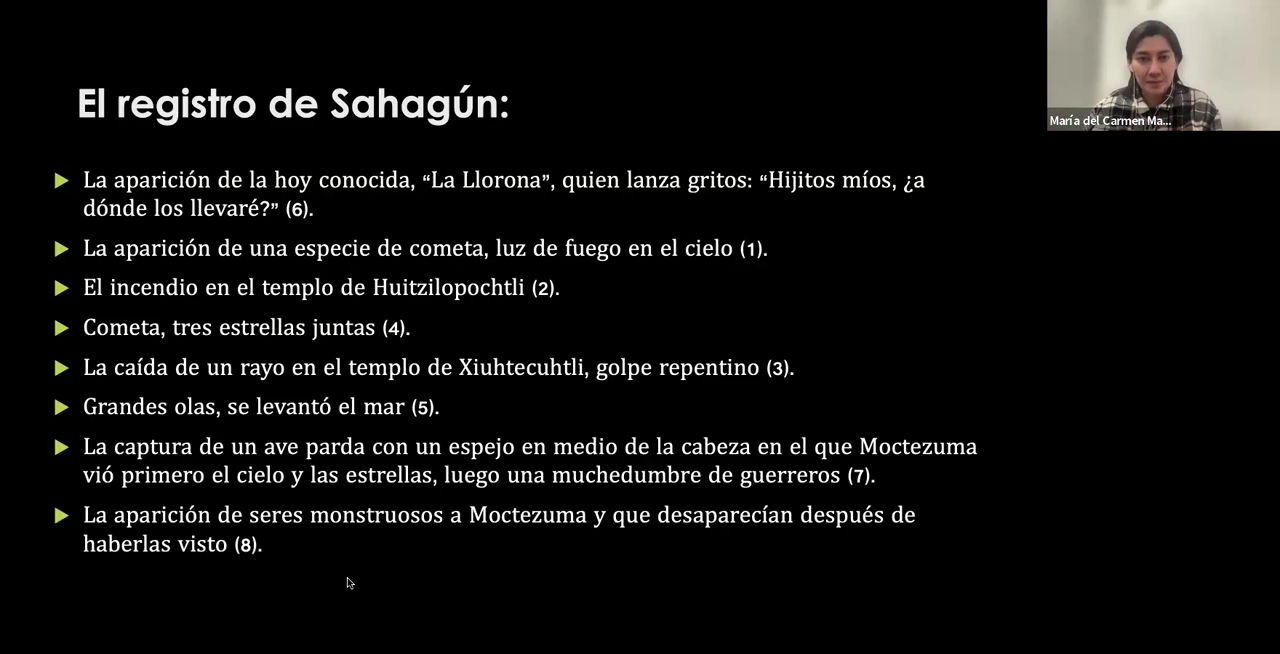 El registro de Sahagún:
La aparición de la hoy conocida, “La Llorona”, quien lanza gritos: “Hijitos míos, ¿a
dónde los llevaré?” (6).
La aparición de una especie de cometa, luz de fuego en el cielo (1).
El incendio en el templo de Huitzilopochtli (2).
Cometa, tres estrellas juntas (4).
La caída de un rayo en el templo de Xiuhtecuhtli, golpe repentino (3).
Grandes olas, se levantó el mar (5).
La captura de un ave parda con un espejo en medio de la cabeza en el que Moctezuma
vió primero el cielo y las estrellas, luego una muchedumbre de guerreros (7).
La aparición de seres monstruosos a Moctezuma y que desaparecían después de
haberlas visto (8).
María del Carmen Ma...